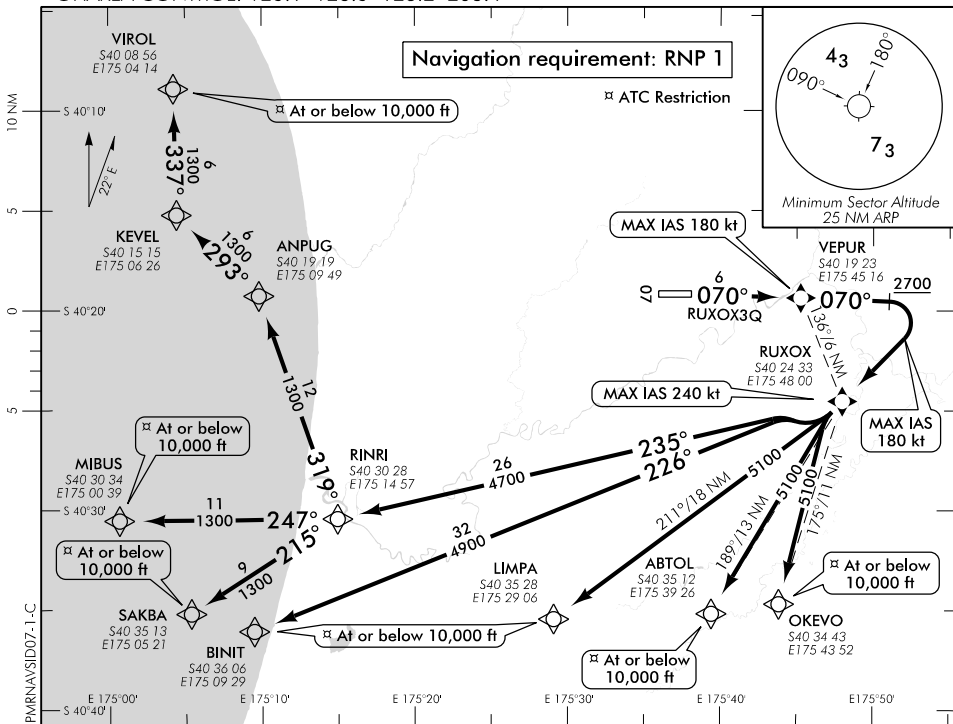 VIROL
S40 08 56
E175 04 14
Navigation requirement: RNP 1
¤ ATC Restriction
¤ At or below 10,000 ft
43
180°
090°
73
Minimum Sector Altitude
25 NM ARP
10 NM
S 40°10'
22° E
6
1300
337°
5
KEVEL
S40 15 15
E175 06 26
6
1300
293°
ANPUG
S40 19 19
E175 09 49
MAX IAS 180 kt
VEPUR
S40 19 23
E175 45 16
07
6
070°
RUXOX3Q
070°
2700
0
S 40°20'
136°/6 NM
RUXOX
S40 24 33
E175 48 00
MAX IAS 240 kt
MAX IAS
180 kt
5
12
1300
319°
¤ At or below
10,000 ft
MIBUS
S40 30 34
E175 00 39
RINRI
S40 30 28
E175 14 57
26
4700
235°
226°
5100
5100
5100
211°/18 NM
189°/13 NM
175°/11 NM
S 40°30'
11
1300
247°
215°
32
4900
9
1300
¤ At or below
10,000 ft
LIMPA
S40 35 28
E175 29 06
ABTOL
S40 35 12
E175 39 26
¤ At or below
10,000 ft
SAKBA
S40 35 13
E175 05 21
BINIT
S40 36 06
E175 09 29
¤ At or below 10,000 ft
OKEVO
S40 34 43
E175 43 52
¤ At or below
10,000 ft
E 175°00'
E 175°10'
E 175°20'
E 175°30'
E 175°40'
E 175°50'
S 40°40'
PMRNAVSID07-1-C